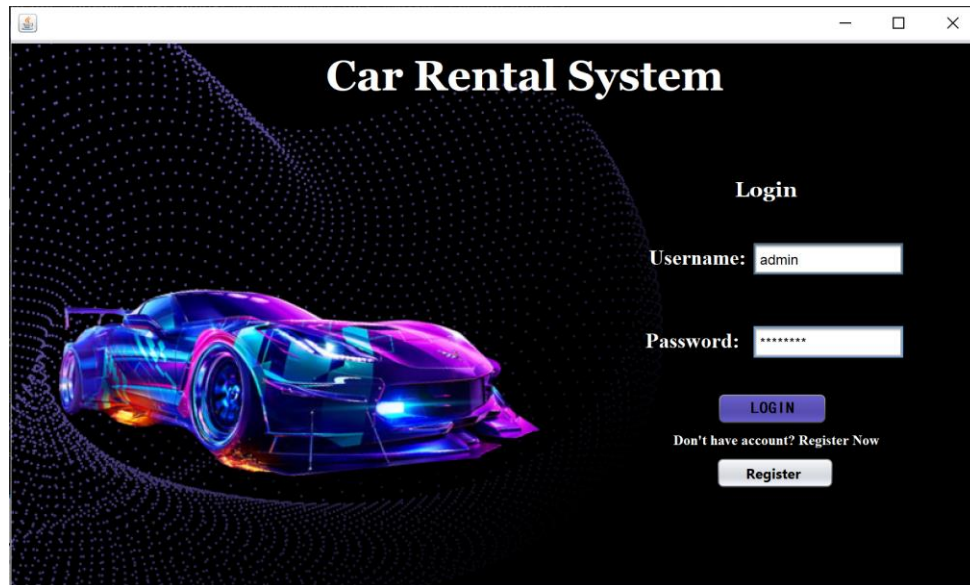 Car Rental System
Login
Username: admin
Password: ********
LOGIN
Don't have account? Register Now
Register